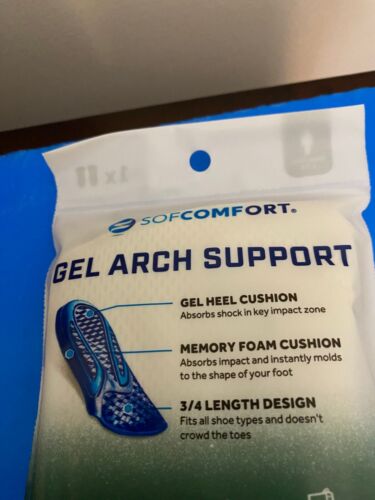 1x
SOFCOMFORT®
GEL ARCH SUPPORT
GEL HEEL CUSHION
Absorbs shock in key impact zone
MEMORY FOAM CUSHION
Absorbs impact and instantly molds
to the shape of your foot
3/4 LENGTH DESIGN
Fits all shoe types and doesn't
crowd the toes